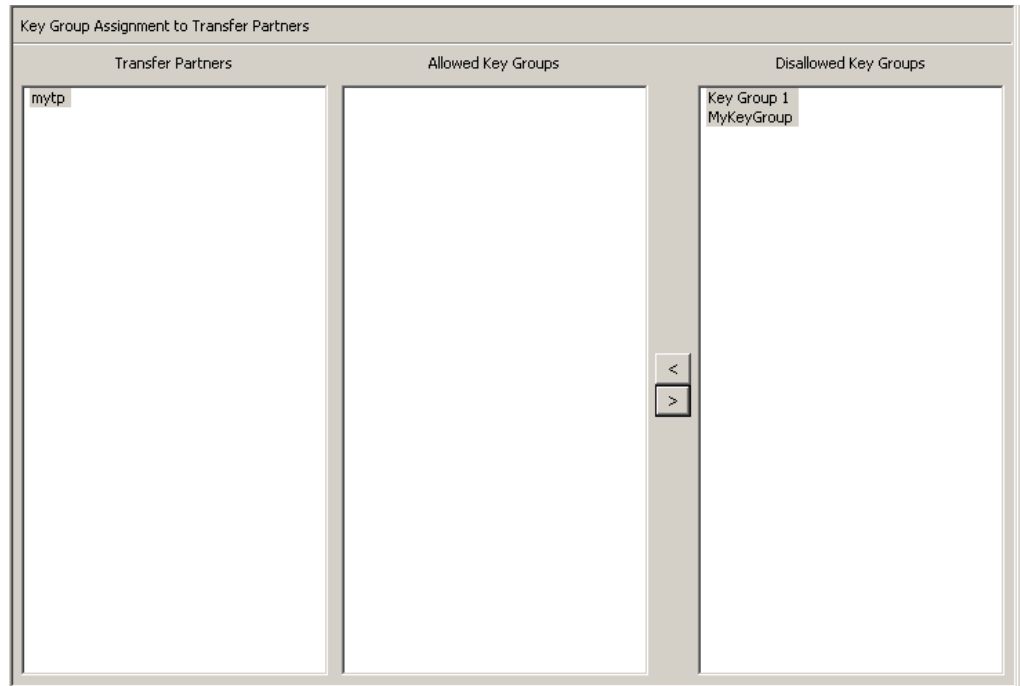 Key Group Assignment to Transfer Partners
Transfer Partners
Allowed Key Groups
Disallowed Key Groups
mytp
Key Group 1
MyKeyGroup
<
>